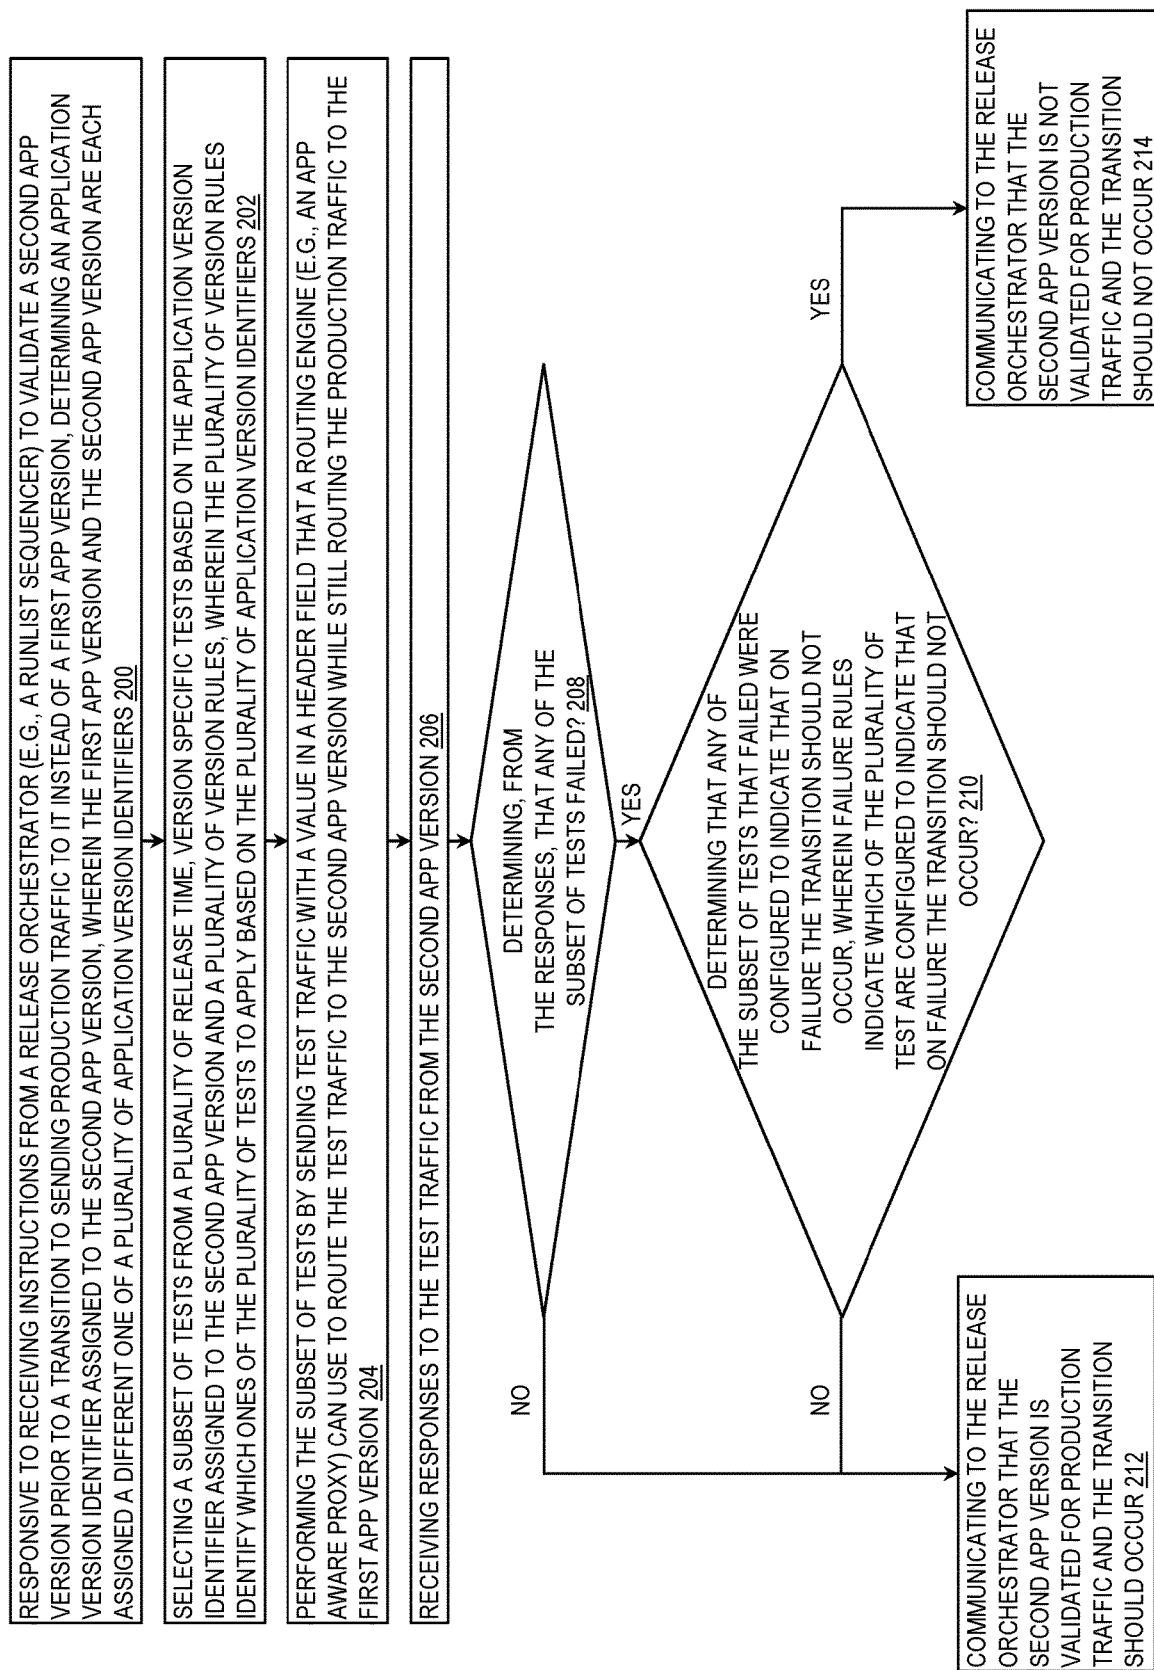 RESPONSIVE TO RECEIVING INSTRUCTIONS FROM A RELEASE ORCHESTRATOR (E.G., A RUNLIST SEQUENCER) TO VALIDATE A SECOND APP
VERSION PRIOR TO A TRANSITION TO SENDING PRODUCTION TRAFFIC TO IT INSTEAD OF A FIRST APP VERSION, DETERMINING AN APPLICATION
VERSION IDENTIFIER ASSIGNED TO THE SECOND APP VERSION, WHEREIN THE FIRST APP VERSION AND THE SECOND APP VERSION ARE EACH
ASSIGNED A DIFFERENT ONE OF A PLURALITY OF APPLICATION VERSION IDENTIFIERS 200
SELECTING A SUBSET OF TESTS FROM A PLURALITY OF RELEASE TIME, VERSION SPECIFIC TESTS BASED ON THE APPLICATION VERSION
IDENTIFIER ASSIGNED TO THE SECOND APP VERSION AND A PLURALITY OF VERSION RULES, WHEREIN THE PLURALITY OF VERSION RULES
IDENTIFY WHICH ONES OF THE PLURALITY OF TESTS TO APPLY BASED ON THE PLURALITY OF APPLICATION VERSION IDENTIFIERS 202
PERFORMING THE SUBSET OF TESTS BY SENDING TEST TRAFFIC WITH A VALUE IN A HEADER FIELD THAT A ROUTING ENGINE (E.G., AN APP
AWARE PROXY) CAN USE TO ROUTE THE TEST TRAFFIC TO THE SECOND APP VERSION WHILE STILL ROUTING THE PRODUCTION TRAFFIC TO THE
FIRST APP VERSION 204
RECEIVING RESPONSES TO THE TEST TRAFFIC FROM THE SECOND APP VERSION 206
DETERMINING, FROM
THE RESPONSES, THAT ANY OF THE
SUBSET OF TESTS FAILED? 208
NO
YES
DETERMINING THAT ANY OF
THE SUBSET OF TESTS THAT FAILED WERE
CONFIGURED TO INDICATE THAT ON
FAILURE THE TRANSITION SHOULD NOT
OCCUR, WHEREIN FAILURE RULES
INDICATE WHICH OF THE PLURALITY OF
TEST ARE CONFIGURED TO INDICATE THAT
ON FAILURE THE TRANSITION SHOULD NOT
OCCUR? 210
NO
YES
COMMUNICATING TO THE RELEASE
ORCHESTRATOR THAT THE
SECOND APP VERSION IS
VALIDATED FOR PRODUCTION
TRAFFIC AND THE TRANSITION
SHOULD OCCUR 212
COMMUNICATING TO THE RELEASE
ORCHESTRATOR THAT THE
SECOND APP VERSION IS NOT
VALIDATED FOR PRODUCTION
TRAFFIC AND THE TRANSITION
SHOULD NOT OCCUR 214